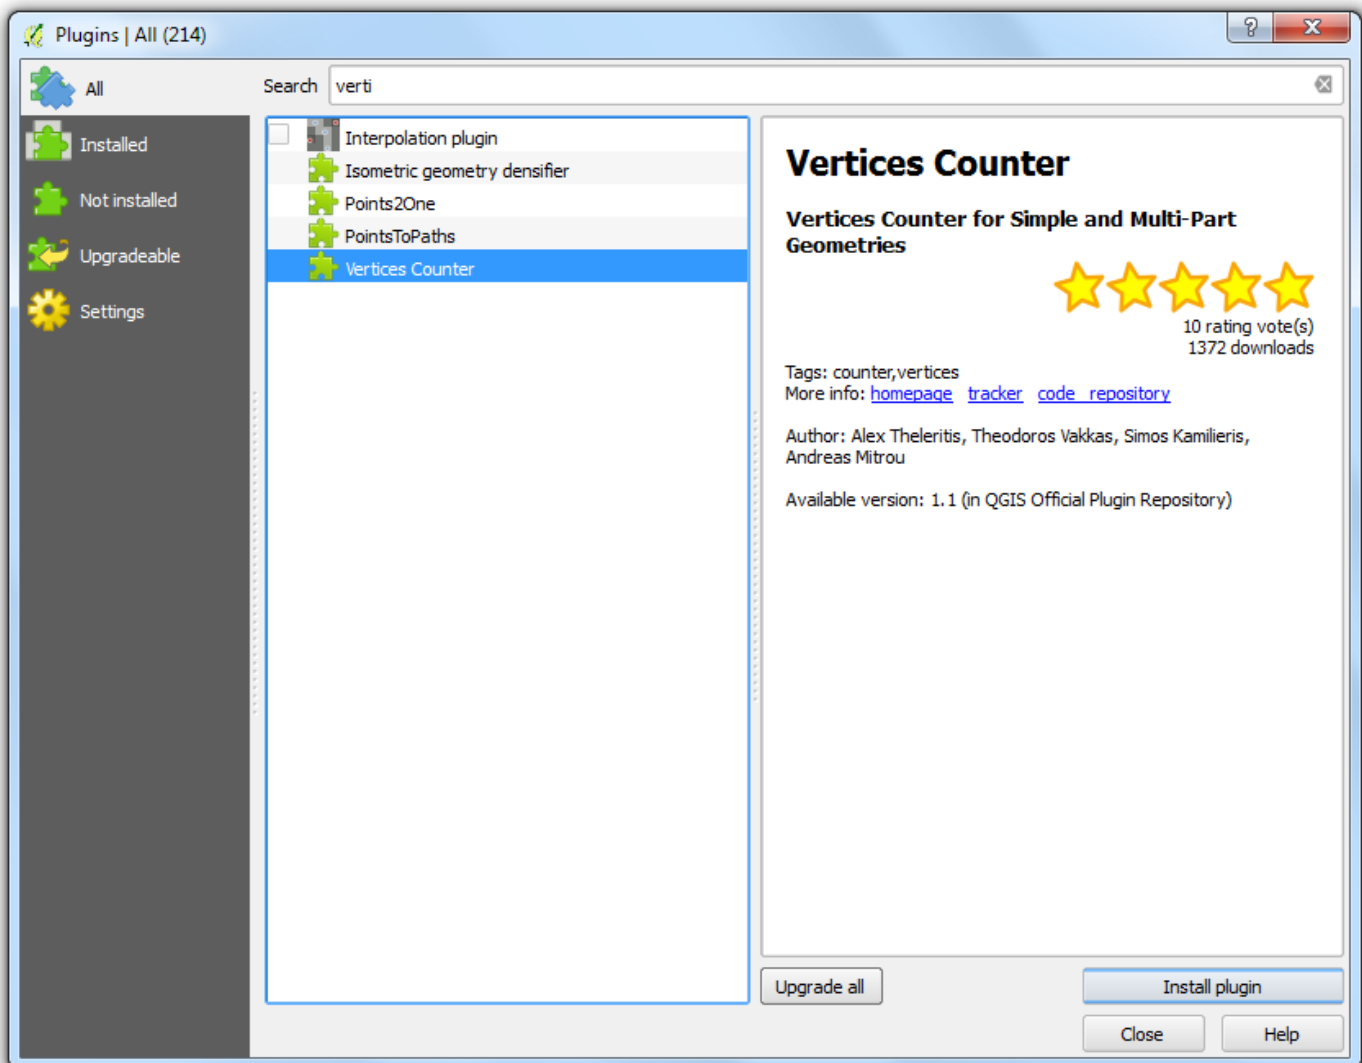 Plugins | All (214)
All
Search verti
Installed
Not installed
Upgradeable
Settings
Interpolation plugin
Isometric geometry densifier
Points2One
PointsToPaths
Vertices Counter
Vertices Counter
Vertices Counter for Simple and Multi-Part
Geometries
10 rating vote(s)
1372 downloads
Tags: counter,vertices
More info: homepage tracker code_repository
Author: Alex Theleritis, Theodoros Vakkas, Simos Kamilieris,
Andreas Mitrou
Available version: 1.1 (in QGIS Official Plugin Repository)
Upgrade all
Install plugin
Close
Help